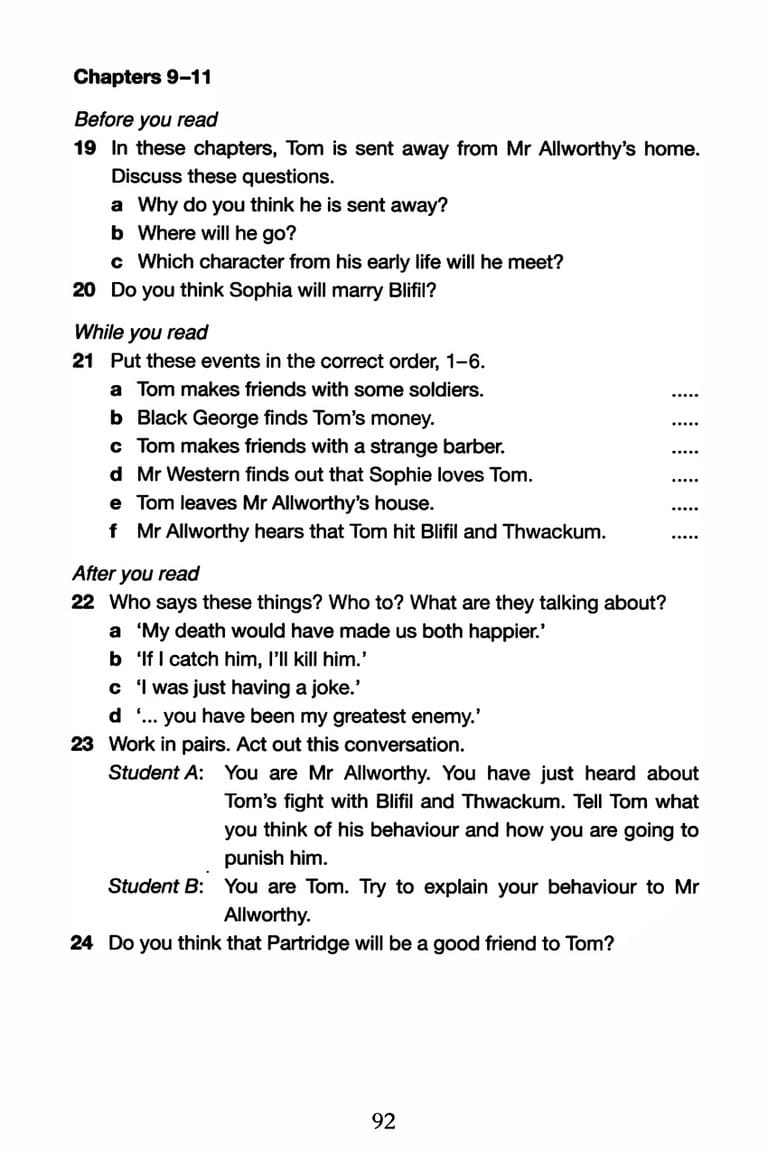 Chapters 9–11
Before you read
19 In these chapters, Tom is sent away from Mr Allworthy's home.
Discuss these questions.
a Why do you think he is sent away?
b Where will he go?
c Which character from his early life will he meet?
20 Do you think Sophia will marry Blifil?
While you read
21 Put these events in the correct order, 1–6.
a Tom makes friends with some soldiers. .....
b Black George finds Tom's money. .....
c Tom makes friends with a strange barber. .....
d Mr Western finds out that Sophie loves Tom. .....
e Tom leaves Mr Allworthy's house. .....
f Mr Allworthy hears that Tom hit Blifil and Thwackum. .....
After you read
22 Who says these things? Who to? What are they talking about?
a 'My death would have made us both happier.'
b 'If I catch him, I'll kill him.'
c 'I was just having a joke.'
d '... you have been my greatest enemy.'
23 Work in pairs. Act out this conversation.
Student A: You are Mr Allworthy. You have just heard about
Tom's fight with Blifil and Thwackum. Tell Tom what
you think of his behaviour and how you are going to
punish him.
Student B: You are Tom. Try to explain your behaviour to Mr
Allworthy.
24 Do you think that Partridge will be a good friend to Tom?
92